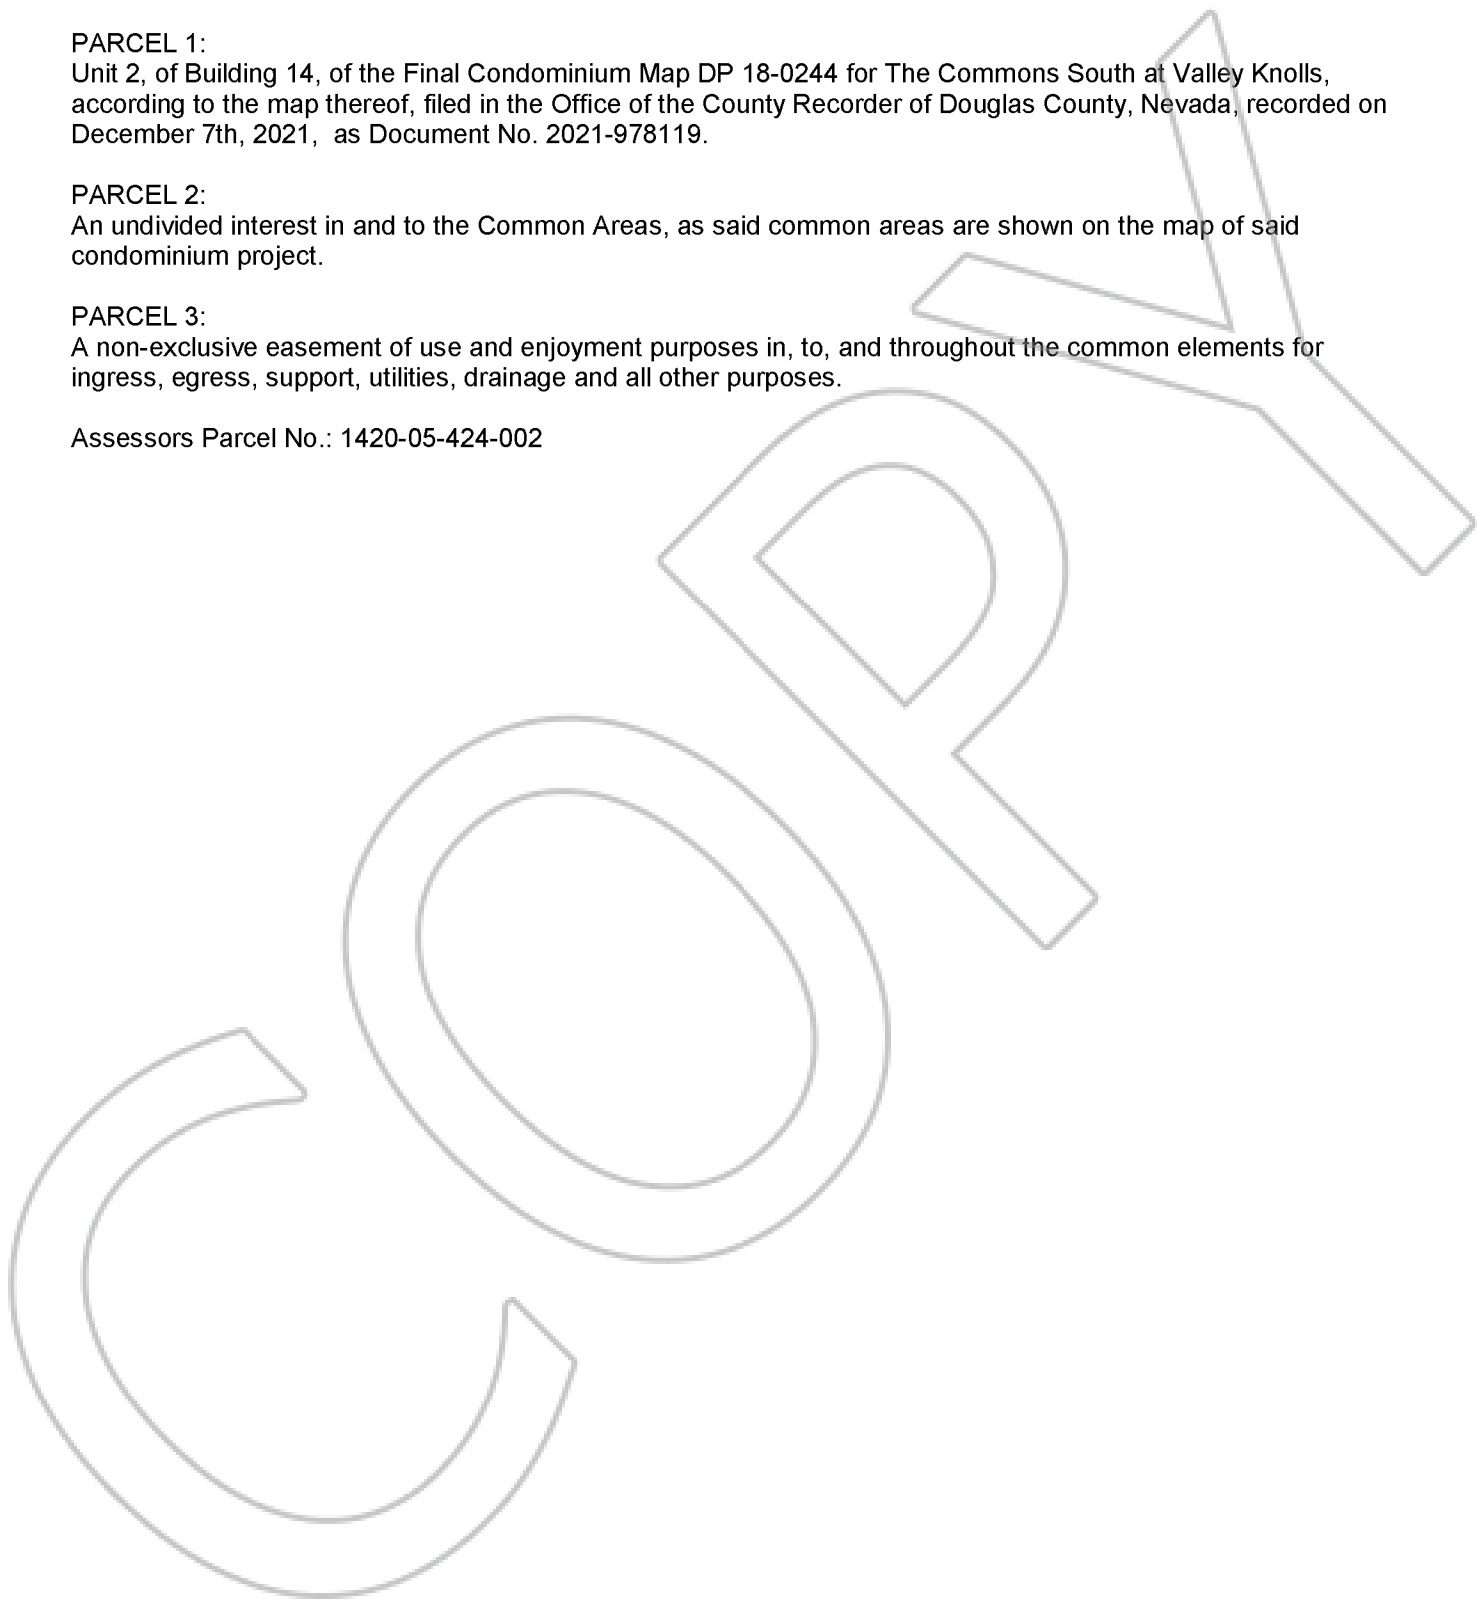 PARCEL 1:
Unit 2, of Building 14, of the Final Condominium Map DP 18-0244 for The Commons South at Valley Knolls,
according to the map thereof, filed in the Office of the County Recorder of Douglas County, Nevada, recorded on
December 7th, 2021,  as Document No. 2021-978119.
PARCEL 2:
An undivided interest in and to the Common Areas, as said common areas are shown on the map of said
condominium project.
PARCEL 3:
A non-exclusive easement of use and enjoyment purposes in, to, and throughout the common elements for
ingress, egress, support, utilities, drainage and all other purposes.
Assessors Parcel No.: 1420-05-424-002
COPY